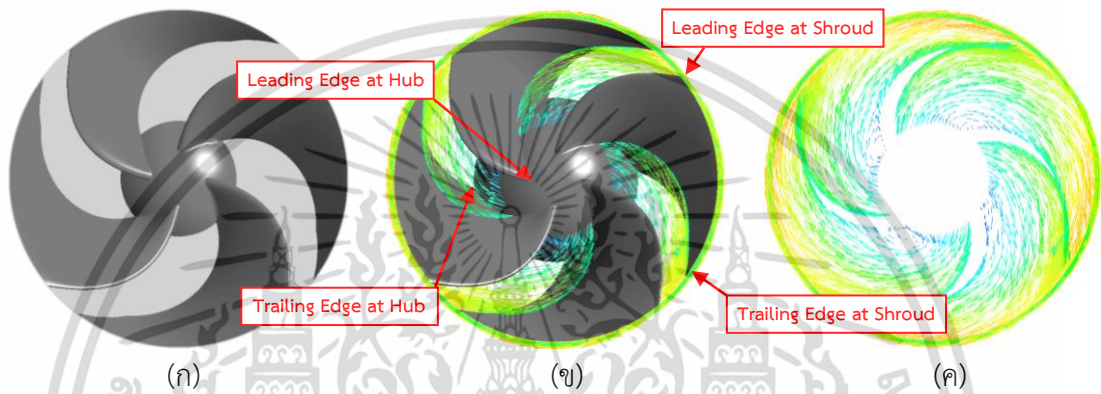 Leading Edge at Shroud
Leading Edge at Hub
Trailing Edge at Hub
Trailing Edge at Shroud
(ก)
(ข)
(ค)